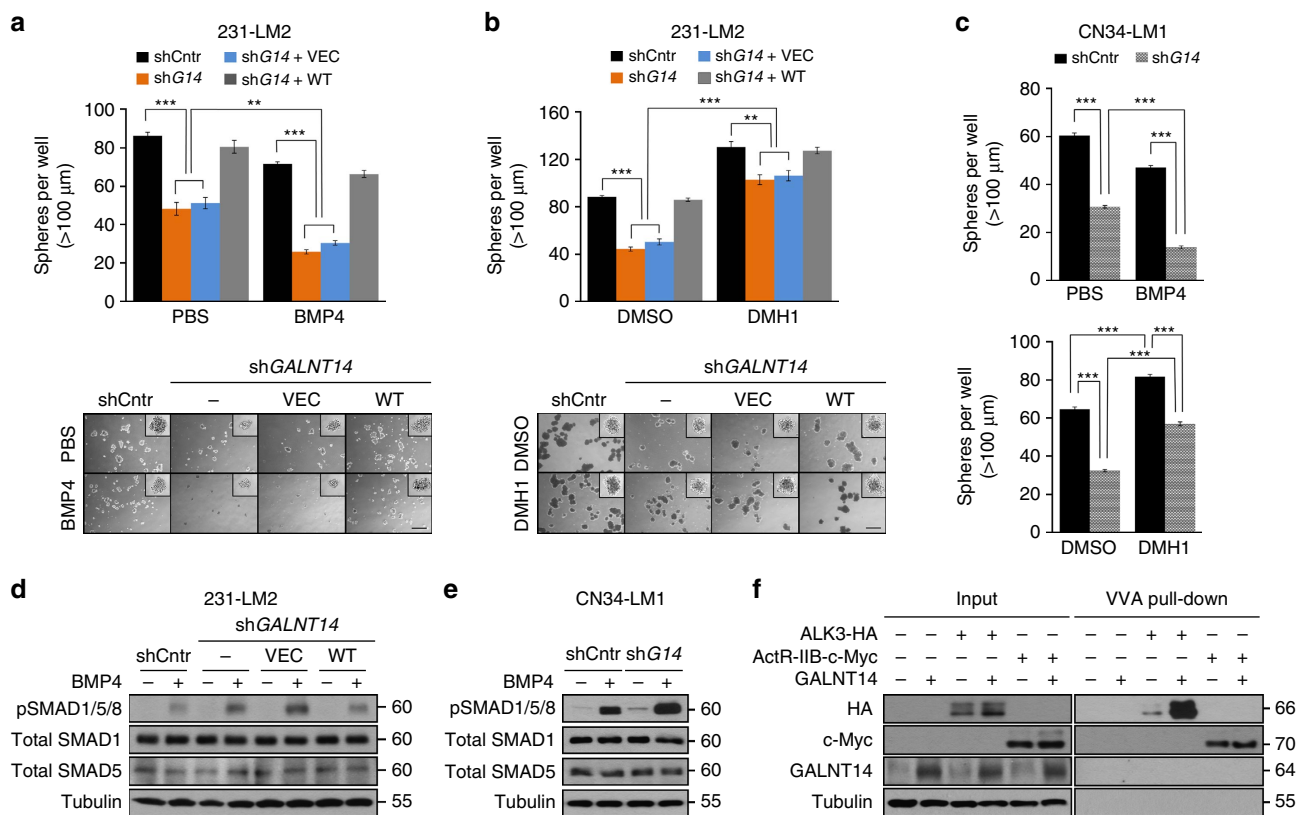 a
231-LM2
shCntr shG14 + VEC
shG14 shG14 + WT
Spheres per well
(>100 μm)
100
80
60
40
20
0
*** ** ***
PBS BMP4
shGALNT14
shCntr – VEC WT
PBS
BMP4
b
231-LM2
shCntr shG14 + VEC
shG14 shG14 + WT
Spheres per well
(>100 μm)
160
120
80
40
0
*** *** **
DMSO DMH1
shGALNT14
shCntr – VEC WT
DMSO
DMH1
c
CN34-LM1
shCntr shG14
Spheres per well
(>100 μm)
80
60
40
20
0
*** *** ***
PBS BMP4
Spheres per well
(>100 μm)
100
80
60
40
20
0
*** *** *** ***
DMSO DMH1
d
231-LM2
shGALNT14
shCntr – VEC WT
BMP4 – + – + – + – +
pSMAD1/5/8 60
Total SMAD1 60
Total SMAD5 60
Tubulin 55
e
CN34-LM1
shCntr shG14
BMP4 – + – +
pSMAD1/5/8 60
Total SMAD1 60
Total SMAD5 60
Tubulin 55
f
Input VVA pull-down
ALK3-HA – – + + – – – – + + – –
ActR-IIB-c-Myc – – – – + + – – – – + +
GALNT14 – + – + – + – + – + – +
HA 66
c-Myc 70
GALNT14 64
Tubulin 55